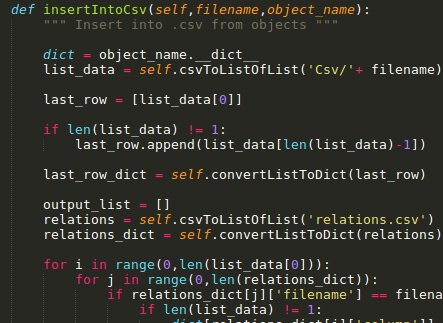 def insertIntoCsv(self,filename,object_name):
""" Insert into .csv from objects """
dict = object_name.__dict__
list_data = self.csvToListOfList('Csv/'+ filename)
last_row = [list_data[0]]
if len(list_data) != 1:
last_row.append(list_data[len(list_data)-1])
last_row_dict = self.convertListToDict(last_row)
output_list = []
relations = self.csvToListOfList('relations.csv')
relations_dict = self.convertListToDict(relations)
for i in range(0,len(list_data[0])):
for j in range(0,len(relations_dict)):
if relations_dict[j]['filename'] == filena
if len(list_data) != 1: